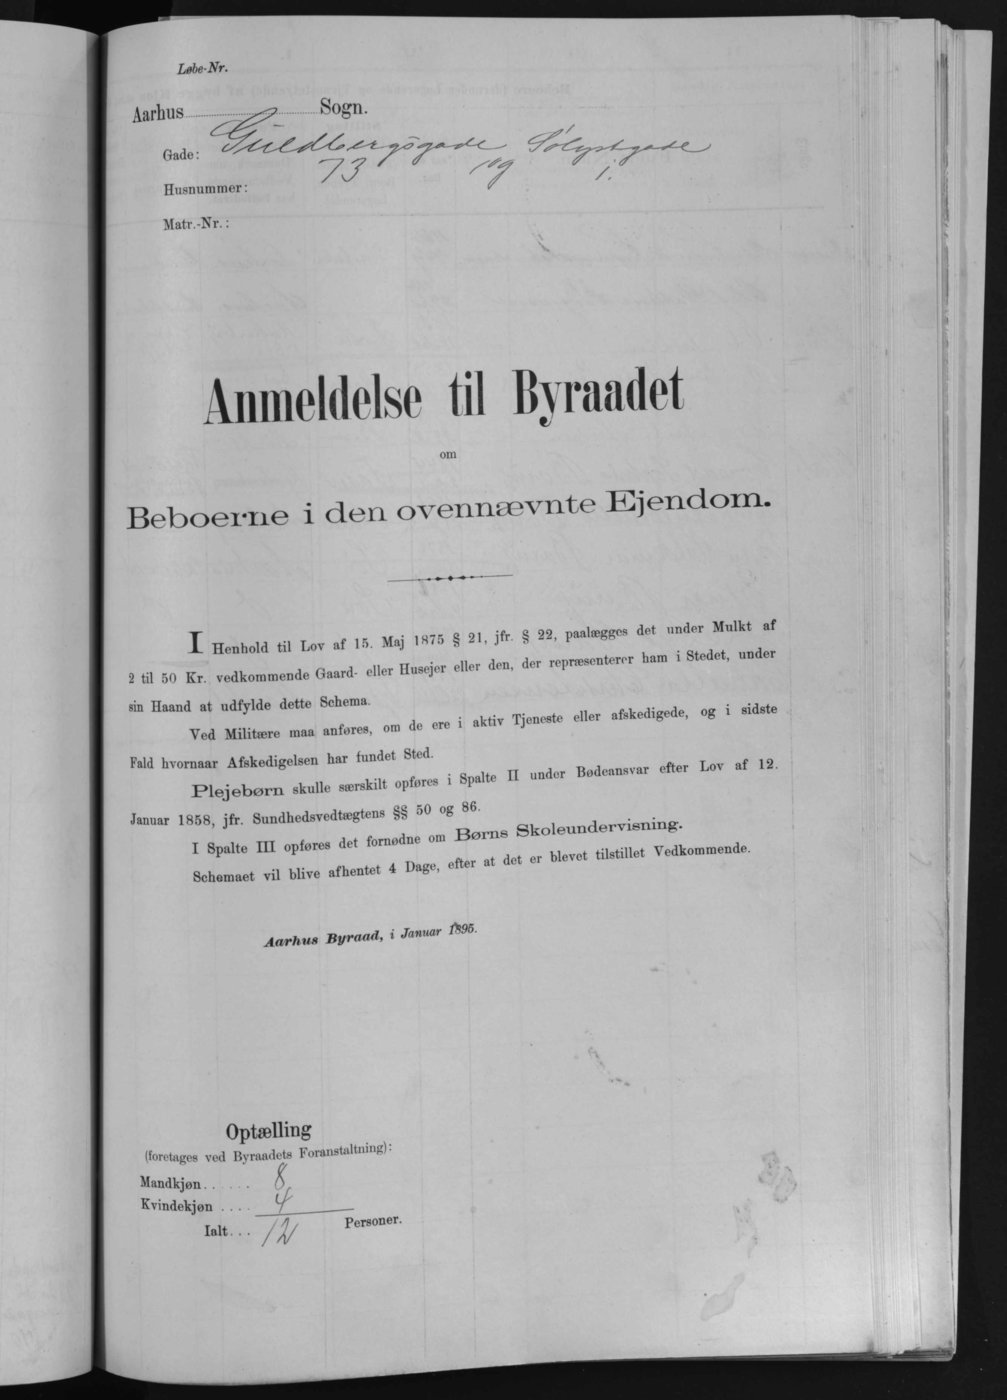 Løbe-Nr.
Aarhus Sogn.
Gade: Guldbergsgade Sølystgade
73 og 1.
Husnummer:
Matr.-Nr.:
Anmeldelse til Byraadet
om
Beboerne i den ovennævnte Ejendom.
I Henhold til Lov af 15. Maj 1875 § 21, jfr. § 22, paalægges det under Mulkt af
2 til 50 Kr. vedkommende Gaard- eller Husejer eller den, der repræsenterer ham i Stedet, under
sin Haand at udfylde dette Schema.
Ved Militære maa anføres, om de ere i aktiv Tjeneste eller afskedigede, og i sidste
Fald hvornaar Afskedigelsen har fundet Sted.
Plejebørn skulle særskilt opføres i Spalte II under Bødeansvar efter Lov af 12.
Januar 1858, jfr. Sundhedsvedtægtens §§ 50 og 86.
I Spalte III opføres det fornødne om Børns Skoleundervisning.
Schemaet vil blive afhentet 4 Dage, efter at det er blevet tilstillet Vedkommende.
Aarhus Byraad, i Januar 1895.
Optælling
(foretages ved Byraadets Foranstaltning):
Mandkjøn...... 8
Kvindekjøn .... 4
Ialt... 12 Personer.